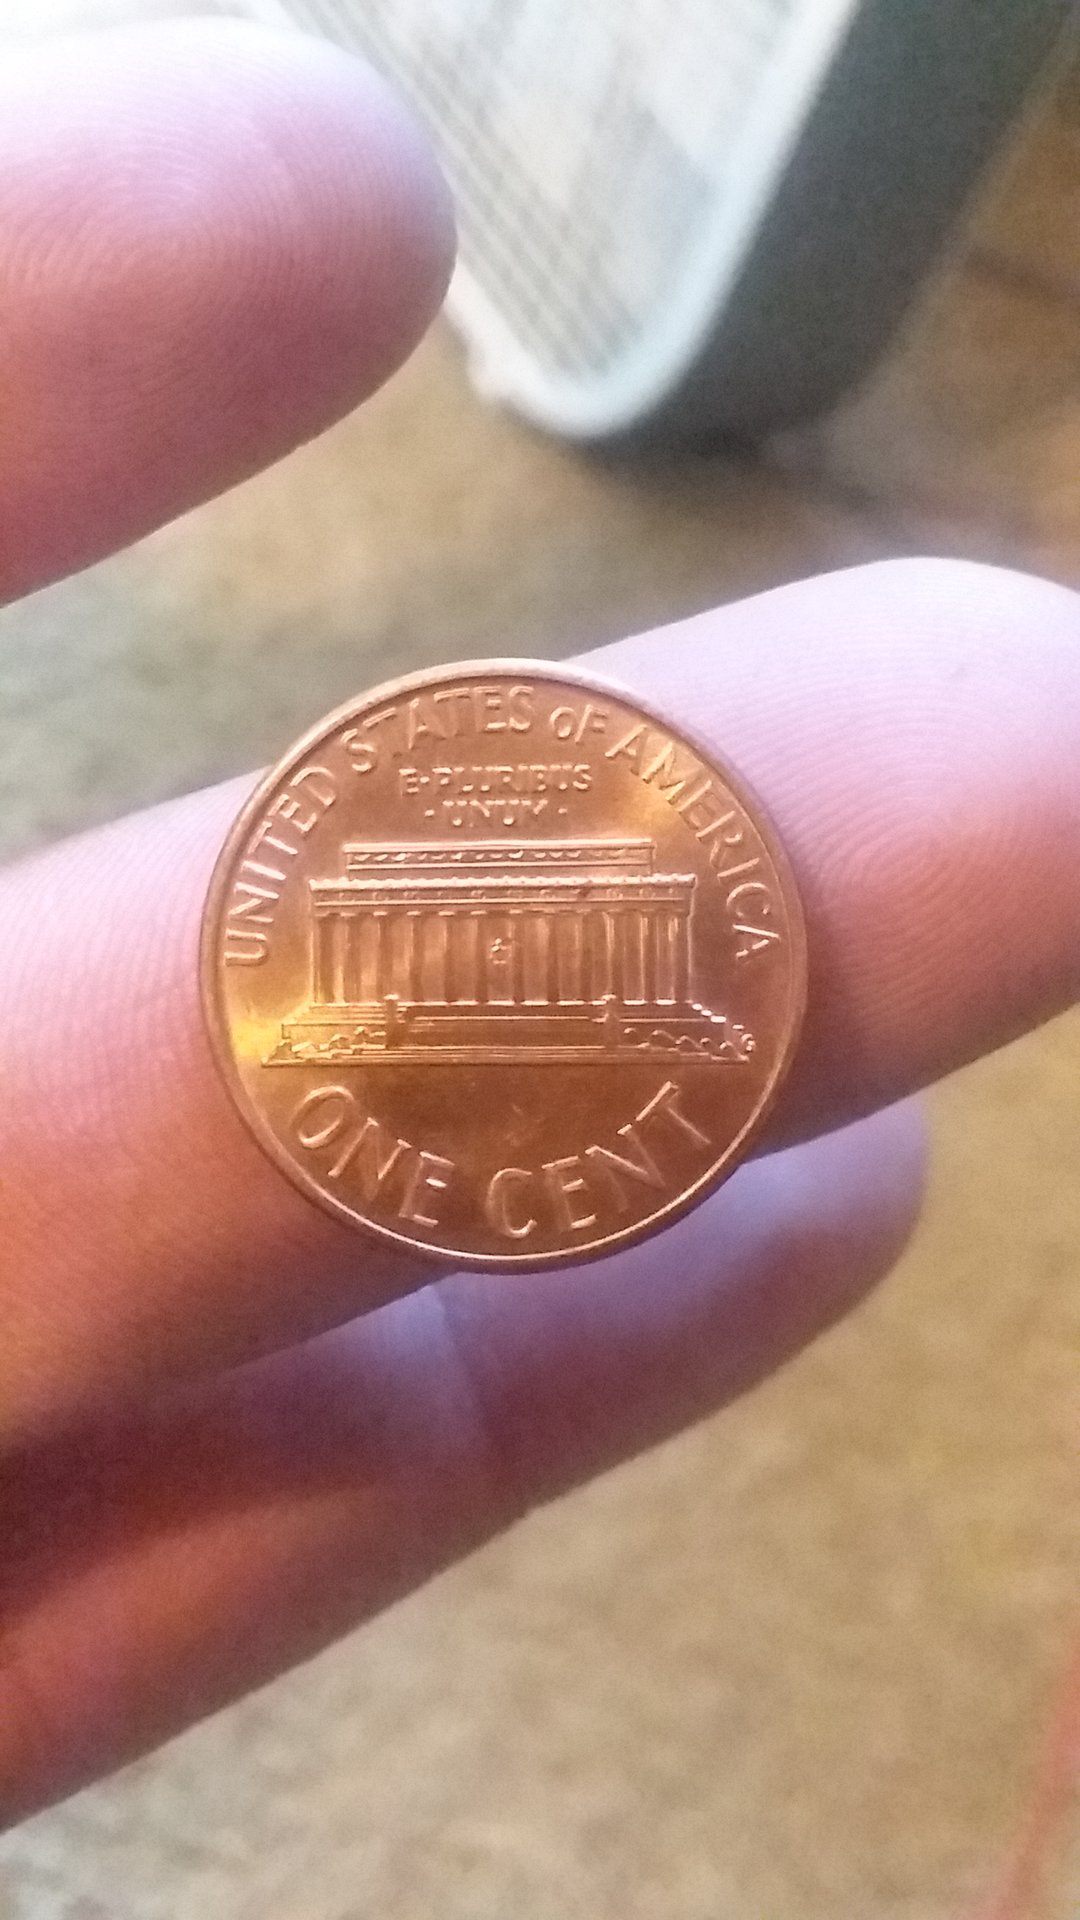 UNITED STATES OF AMERICA
E·PLURIBUS
·UNUM·
ONE CENT